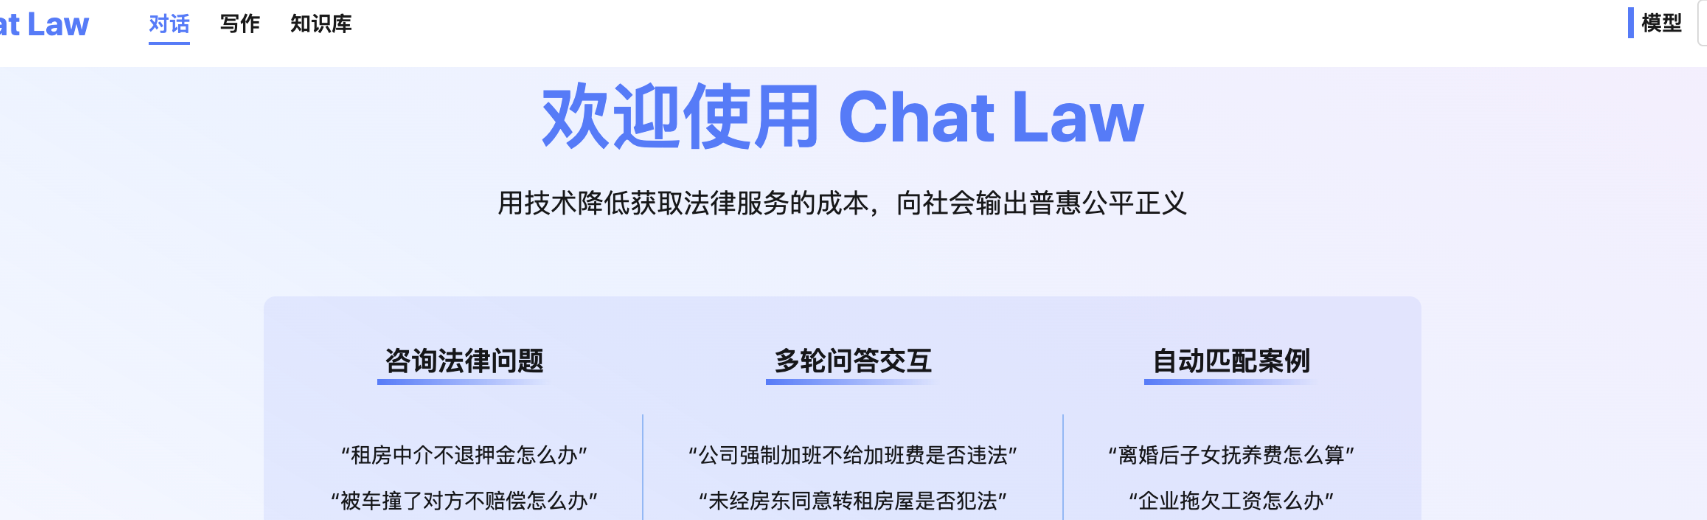 at Law 对话 写作 知识库 模型
欢迎使用 Chat Law
用技术降低获取法律服务的成本，向社会输出普惠公平正义
咨询法律问题 多轮问答交互 自动匹配案例
“租房中介不退押金怎么办” “公司强制加班不给加班费是否违法” “离婚后子女抚养费怎么算”
“被车撞了对方不赔偿怎么办” “未经房东同意转租房屋是否犯法” “企业拖欠工资怎么办”